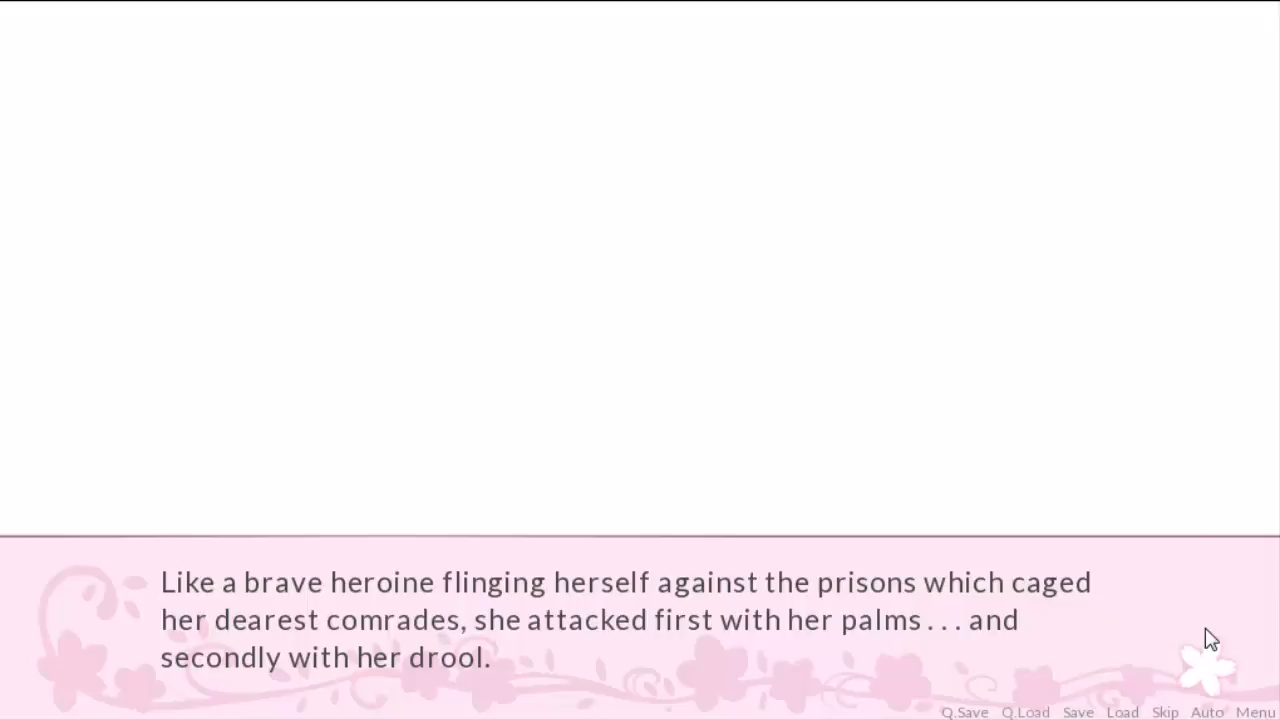 Like a brave heroine flinging herself against the prisons which caged
her dearest comrades, she attacked first with her palms . . . and
secondly with her drool.
Q.Save Q.Load Save Load Skip Auto Menu